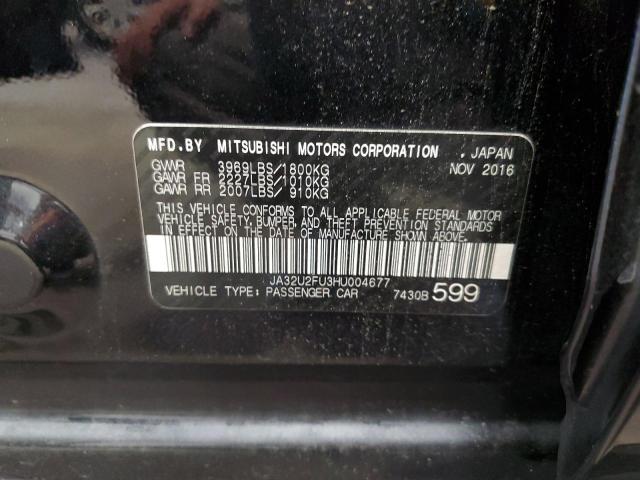 MFD.BY MITSUBISHI MOTORS CORPORATION , JAPAN
GVWR 3969LBS/1800KG NOV 2016
GAWR FR KG
GAWR RR 2007LBS/ 910KG
THIS VEHICLE CONFORMS TO ALL APPLICABLE FEDERAL MOTOR
VEHICLE SAFETY, BUMPER AND THEFT PREVENTION STANDARDS
IN EFFECT ON THE DATE OF MANUFACTURE SHOWN ABOVE.
JA32U2FU3HU004677
VEHICLE TYPE: PASSENGER CAR 7430B 599